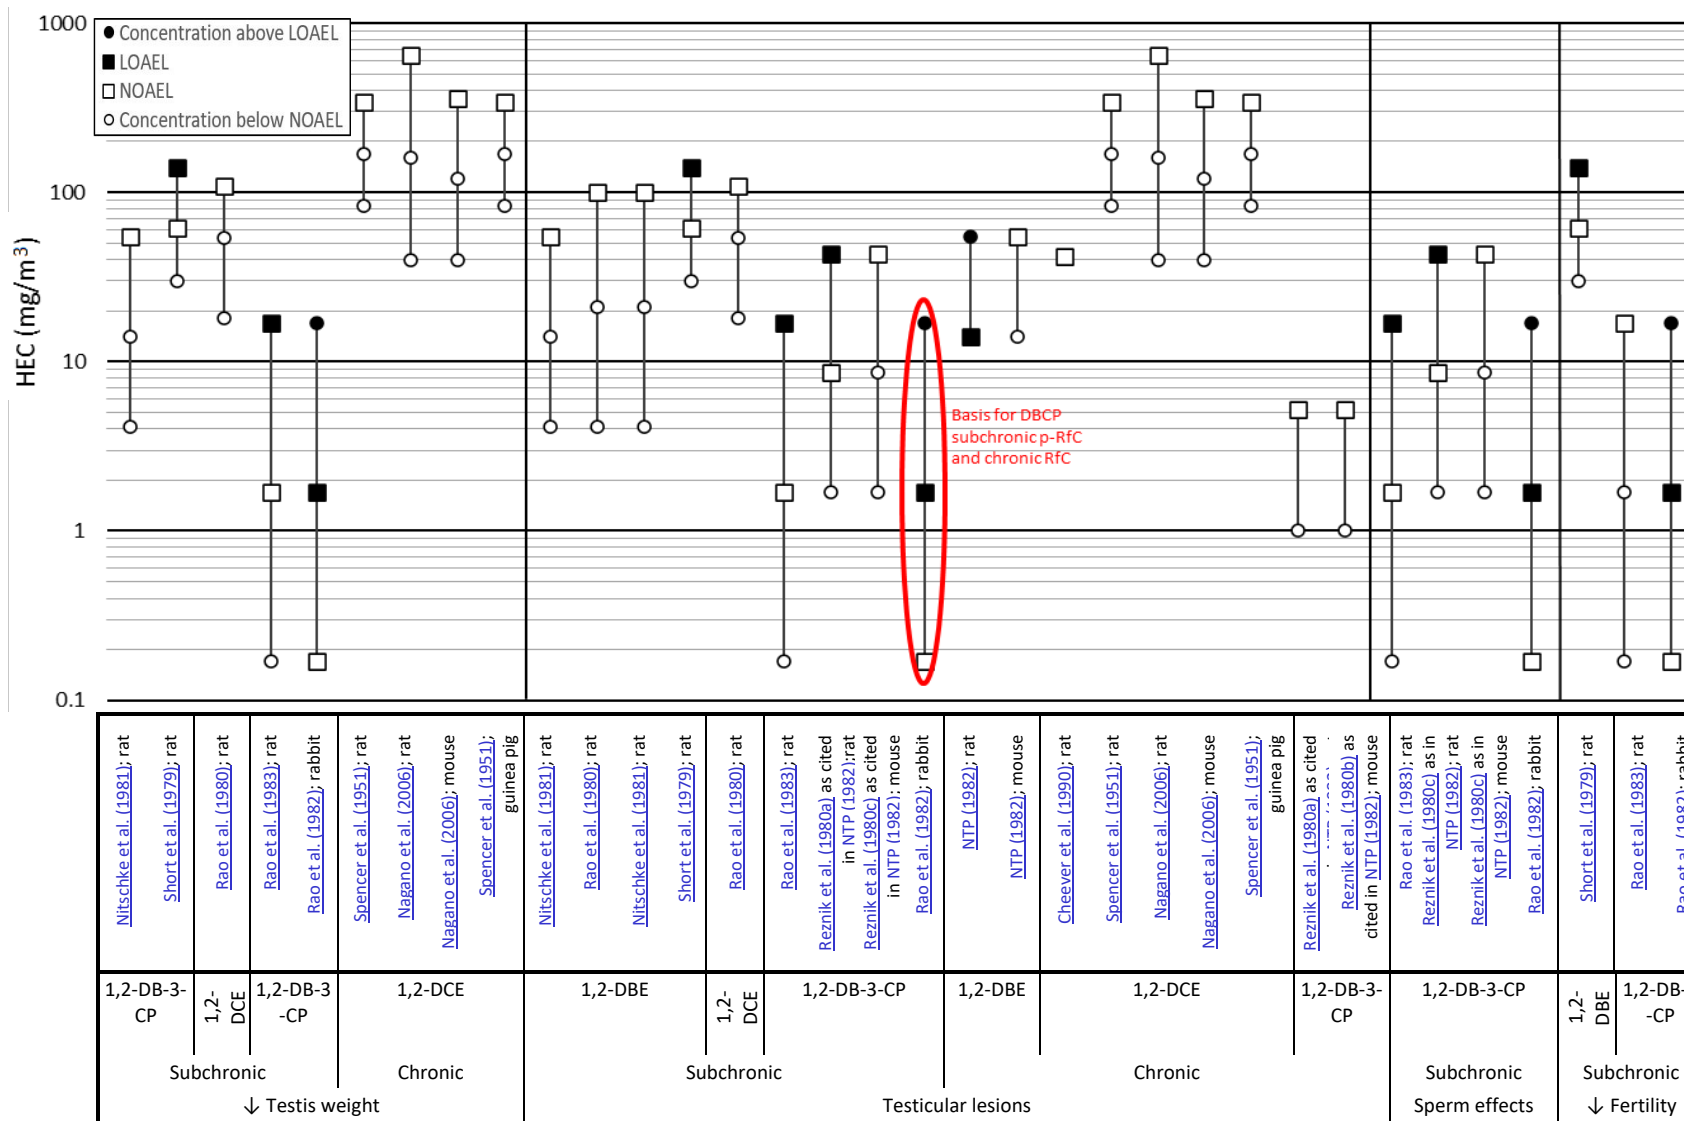 1000
100
10
1
0.1
HEC (mg/m³)
Concentration above LOAEL
LOAEL
NOAEL
Concentration below NOAEL
Basis for DBCP
subchronic p-RfC
and chronic RfC
Nitschke et al. (1981); rat
Short et al. (1979); rat
Rao et al. (1980); rat
Rao et al. (1983); rat
Rao et al. (1982); rabbit
Spencer et al. (1951); rat
Nagano et al. (2006); rat
Nagano et al. (2006); mouse
Spencer et al. (1951);
guinea pig
Nitschke et al. (1981); rat
Rao et al. (1980); rat
Nitschke et al. (1981); rat
Short et al. (1979); rat
Rao et al. (1980); rat
Rao et al. (1983); rat
Reznik et al. (1980a) as cited
in NTP (1982);rat
Reznik et al. (1980c) as cited
in NTP (1982); mouse
Rao et al. (1982); rabbit
NTP (1982); rat
NTP (1982); mouse
Cheever et al. (1990); rat
Spencer et al. (1951); rat
Nagano et al. (2006); rat
Nagano et al. (2006); mouse
Spencer et al. (1951);
guinea pig
Reznik et al. (1980a) as cited
Reznik et al. (1980b) as
cited in NTP (1982); mouse
Rao et al. (1983); rat
Reznik et al. (1980c) as in
NTP (1982); rat
Reznik et al. (1980c) as in
NTP (1982); mouse
Rao et al. (1982); rabbit
Short et al. (1979); rat
Rao et al. (1983); rat
Rao et al. (1982); rabbit
1,2-DB-3-
CP
1,2-
DCE
1,2-DB-3
-CP
1,2-DCE
1,2-DBE
1,2-
DCE
1,2-DB-3-CP
1,2-DBE
1,2-DCE
1,2-DB-3-
CP
1,2-DB-3-CP
1,2-
DBE
1,2-DB-
-CP
Subchronic
Chronic
Subchronic
Chronic
Subchronic
Subchronic
↓ Testis weight
Testicular lesions
Sperm effects
↓ Fertility